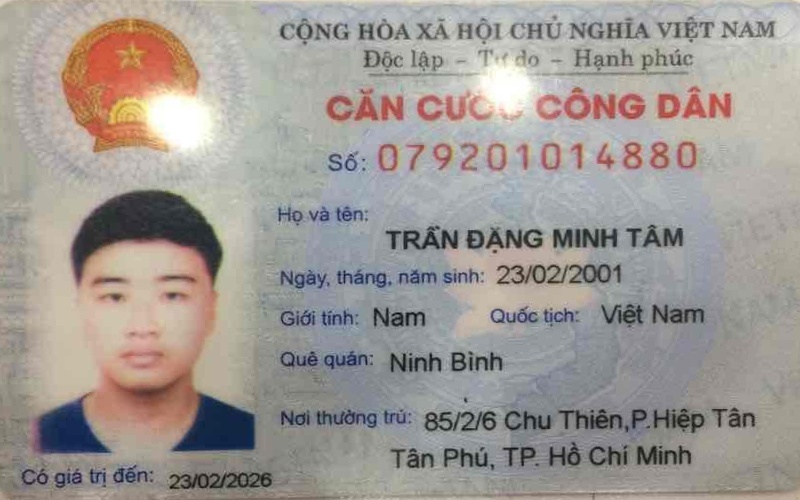 CỘNG HÒA XÃ HỘI CHỦ NGHĨA VIỆT NAM
Độc lập - Tự do - Hạnh phúc
CĂN CƯỚC CÔNG DÂN
Số: 079201014880
Họ và tên:
TRẦN ĐẶNG MINH TÂM
Ngày, tháng, năm sinh: 23/02/2001
Giới tính: Nam Quốc tịch: Việt Nam
Quê quán: Ninh Bình
Nơi thường trú: 85/2/6 Chu Thiên,P.Hiệp Tân
Tân Phú, TP. Hồ Chí Minh
Có giá trị đến: 23/02/2026